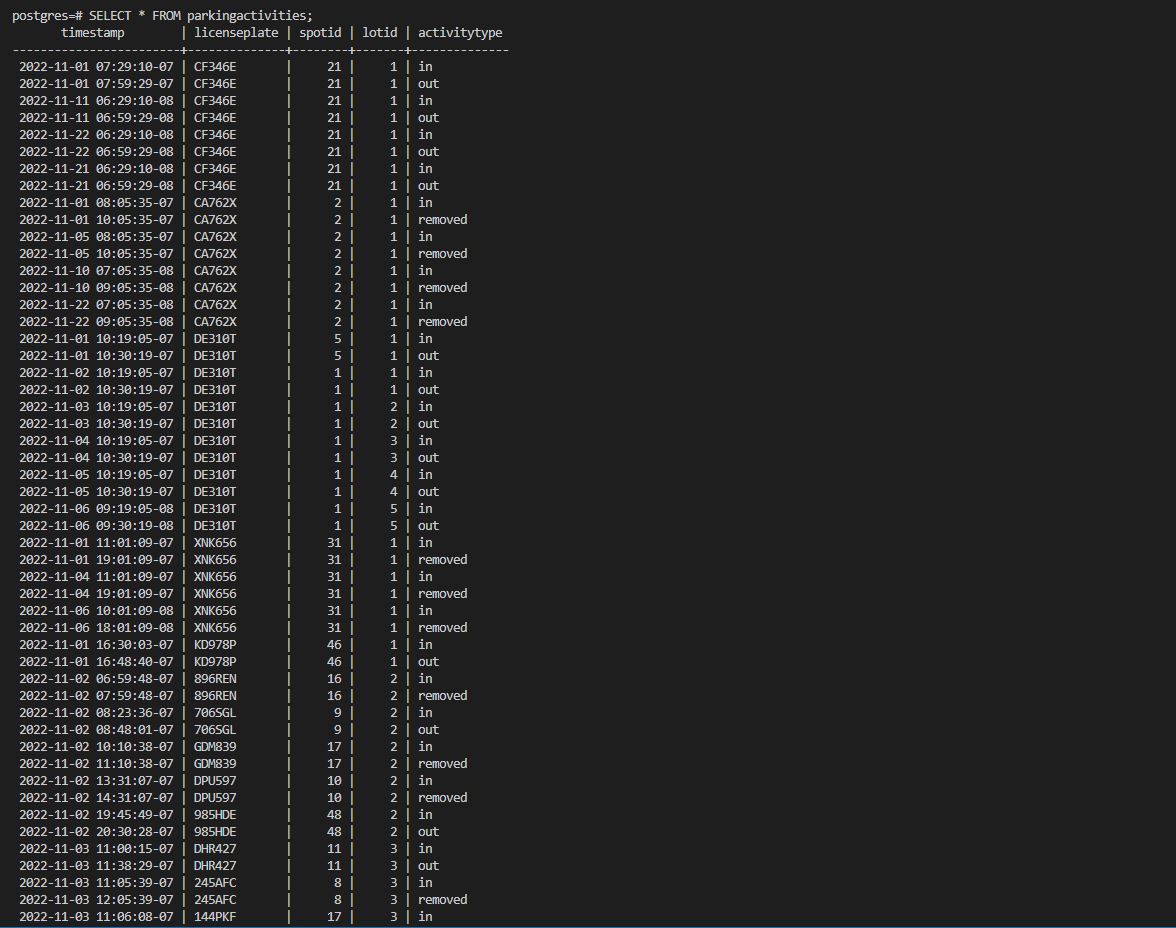 postgres=# SELECT * FROM parkingactivities;
       timestamp        | licenseplate | spotid | lotid | activitytype
------------------------+--------------+--------+-------+--------------
 2022-11-01 07:29:10-07 | CF346E       |     21 |     1 | in
 2022-11-01 07:59:29-07 | CF346E       |     21 |     1 | out
 2022-11-11 06:29:10-08 | CF346E       |     21 |     1 | in
 2022-11-11 06:59:29-08 | CF346E       |     21 |     1 | out
 2022-11-22 06:29:10-08 | CF346E       |     21 |     1 | in
 2022-11-22 06:59:29-08 | CF346E       |     21 |     1 | out
 2022-11-21 06:29:10-08 | CF346E       |     21 |     1 | in
 2022-11-21 06:59:29-08 | CF346E       |     21 |     1 | out
 2022-11-01 08:05:35-07 | CA762X       |      2 |     1 | in
 2022-11-01 10:05:35-07 | CA762X       |      2 |     1 | removed
 2022-11-05 08:05:35-07 | CA762X       |      2 |     1 | in
 2022-11-05 10:05:35-07 | CA762X       |      2 |     1 | removed
 2022-11-10 07:05:35-08 | CA762X       |      2 |     1 | in
 2022-11-10 09:05:35-08 | CA762X       |      2 |     1 | removed
 2022-11-22 07:05:35-08 | CA762X       |      2 |     1 | in
 2022-11-22 09:05:35-08 | CA762X       |      2 |     1 | removed
 2022-11-01 10:19:05-07 | DE310T       |      5 |     1 | in
 2022-11-01 10:30:19-07 | DE310T       |      5 |     1 | out
 2022-11-02 10:19:05-07 | DE310T       |      1 |     1 | in
 2022-11-02 10:30:19-07 | DE310T       |      1 |     1 | out
 2022-11-03 10:19:05-07 | DE310T       |      1 |     2 | in
 2022-11-03 10:30:19-07 | DE310T       |      1 |     2 | out
 2022-11-04 10:19:05-07 | DE310T       |      1 |     3 | in
 2022-11-04 10:30:19-07 | DE310T       |      1 |     3 | out
 2022-11-05 10:19:05-07 | DE310T       |      1 |     4 | in
 2022-11-05 10:30:19-07 | DE310T       |      1 |     4 | out
 2022-11-06 09:19:05-08 | DE310T       |      1 |     5 | in
 2022-11-06 09:30:19-08 | DE310T       |      1 |     5 | out
 2022-11-01 11:01:09-07 | XNK656       |     31 |     1 | in
 2022-11-01 19:01:09-07 | XNK656       |     31 |     1 | removed
 2022-11-04 11:01:09-07 | XNK656       |     31 |     1 | in
 2022-11-04 19:01:09-07 | XNK656       |     31 |     1 | removed
 2022-11-06 10:01:09-08 | XNK656       |     31 |     1 | in
 2022-11-06 18:01:09-08 | XNK656       |     31 |     1 | removed
 2022-11-01 16:30:03-07 | KD978P       |     46 |     1 | in
 2022-11-01 16:48:40-07 | KD978P       |     46 |     1 | out
 2022-11-02 06:59:48-07 | 896REN       |     16 |     2 | in
 2022-11-02 07:59:48-07 | 896REN       |     16 |     2 | removed
 2022-11-02 08:23:36-07 | 706SGL       |      9 |     2 | in
 2022-11-02 08:48:01-07 | 706SGL       |      9 |     2 | out
 2022-11-02 10:10:38-07 | GDM839       |     17 |     2 | in
 2022-11-02 11:10:38-07 | GDM839       |     17 |     2 | removed
 2022-11-02 13:31:07-07 | DPU597       |     10 |     2 | in
 2022-11-02 14:31:07-07 | DPU597       |     10 |     2 | removed
 2022-11-02 19:45:49-07 | 985HDE       |     48 |     2 | in
 2022-11-02 20:30:28-07 | 985HDE       |     48 |     2 | out
 2022-11-03 11:00:15-07 | DHR427       |     11 |     3 | in
 2022-11-03 11:38:29-07 | DHR427       |     11 |     3 | out
 2022-11-03 11:05:39-07 | 245AFC       |      8 |     3 | in
 2022-11-03 12:05:39-07 | 245AFC       |      8 |     3 | removed
 2022-11-03 11:06:08-07 | 144PKF       |     17 |     3 | in